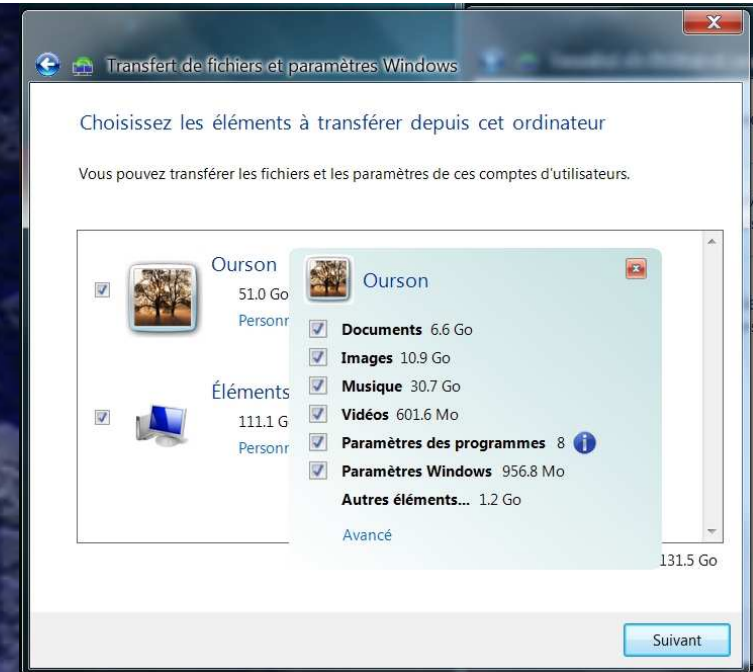 Transfert de fichiers et paramètres Windows
Choisissez les éléments à transférer depuis cet ordinateur
Vous pouvez transférer les fichiers et les paramètres de ces comptes d'utilisateurs.
Ourson
51.0 Go
Personn
Éléments
111.1 G
Personn
Ourson
Documents 6.6 Go
Images 10.9 Go
Musique 30.7 Go
Vidéos 601.6 Mo
Paramètres des programmes 8
Paramètres Windows 956.8 Mo
Autres éléments... 1.2 Go
Avancé
131.5 Go
Suivant